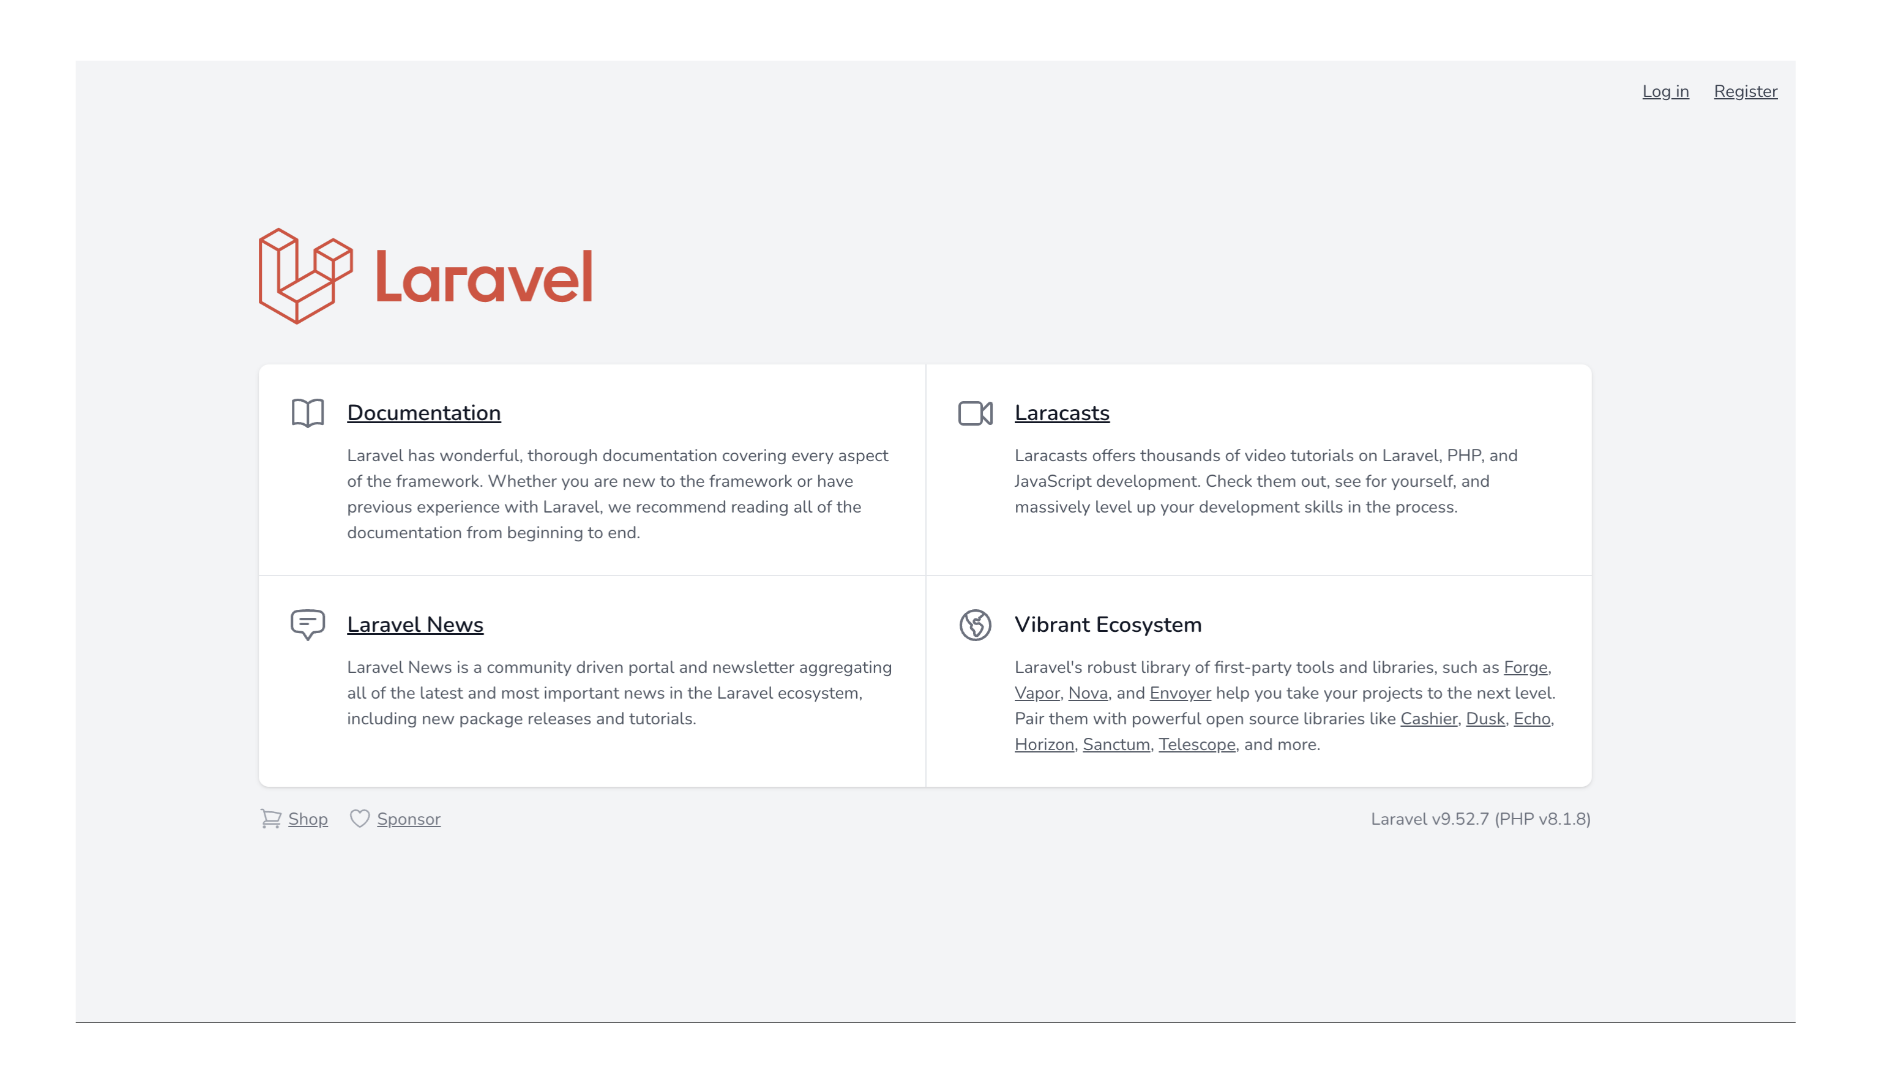 Log in Register
Laravel
Documentation
Laravel has wonderful, thorough documentation covering every aspect
of the framework. Whether you are new to the framework or have
previous experience with Laravel, we recommend reading all of the
documentation from beginning to end.
Laracasts
Laracasts offers thousands of video tutorials on Laravel, PHP, and
JavaScript development. Check them out, see for yourself, and
massively level up your development skills in the process.
Laravel News
Laravel News is a community driven portal and newsletter aggregating
all of the latest and most important news in the Laravel ecosystem,
including new package releases and tutorials.
Vibrant Ecosystem
Laravel's robust library of first-party tools and libraries, such as Forge,
Vapor, Nova, and Envoyer help you take your projects to the next level.
Pair them with powerful open source libraries like Cashier, Dusk, Echo,
Horizon, Sanctum, Telescope, and more.
Shop Sponsor
Laravel v9.52.7 (PHP v8.1.8)